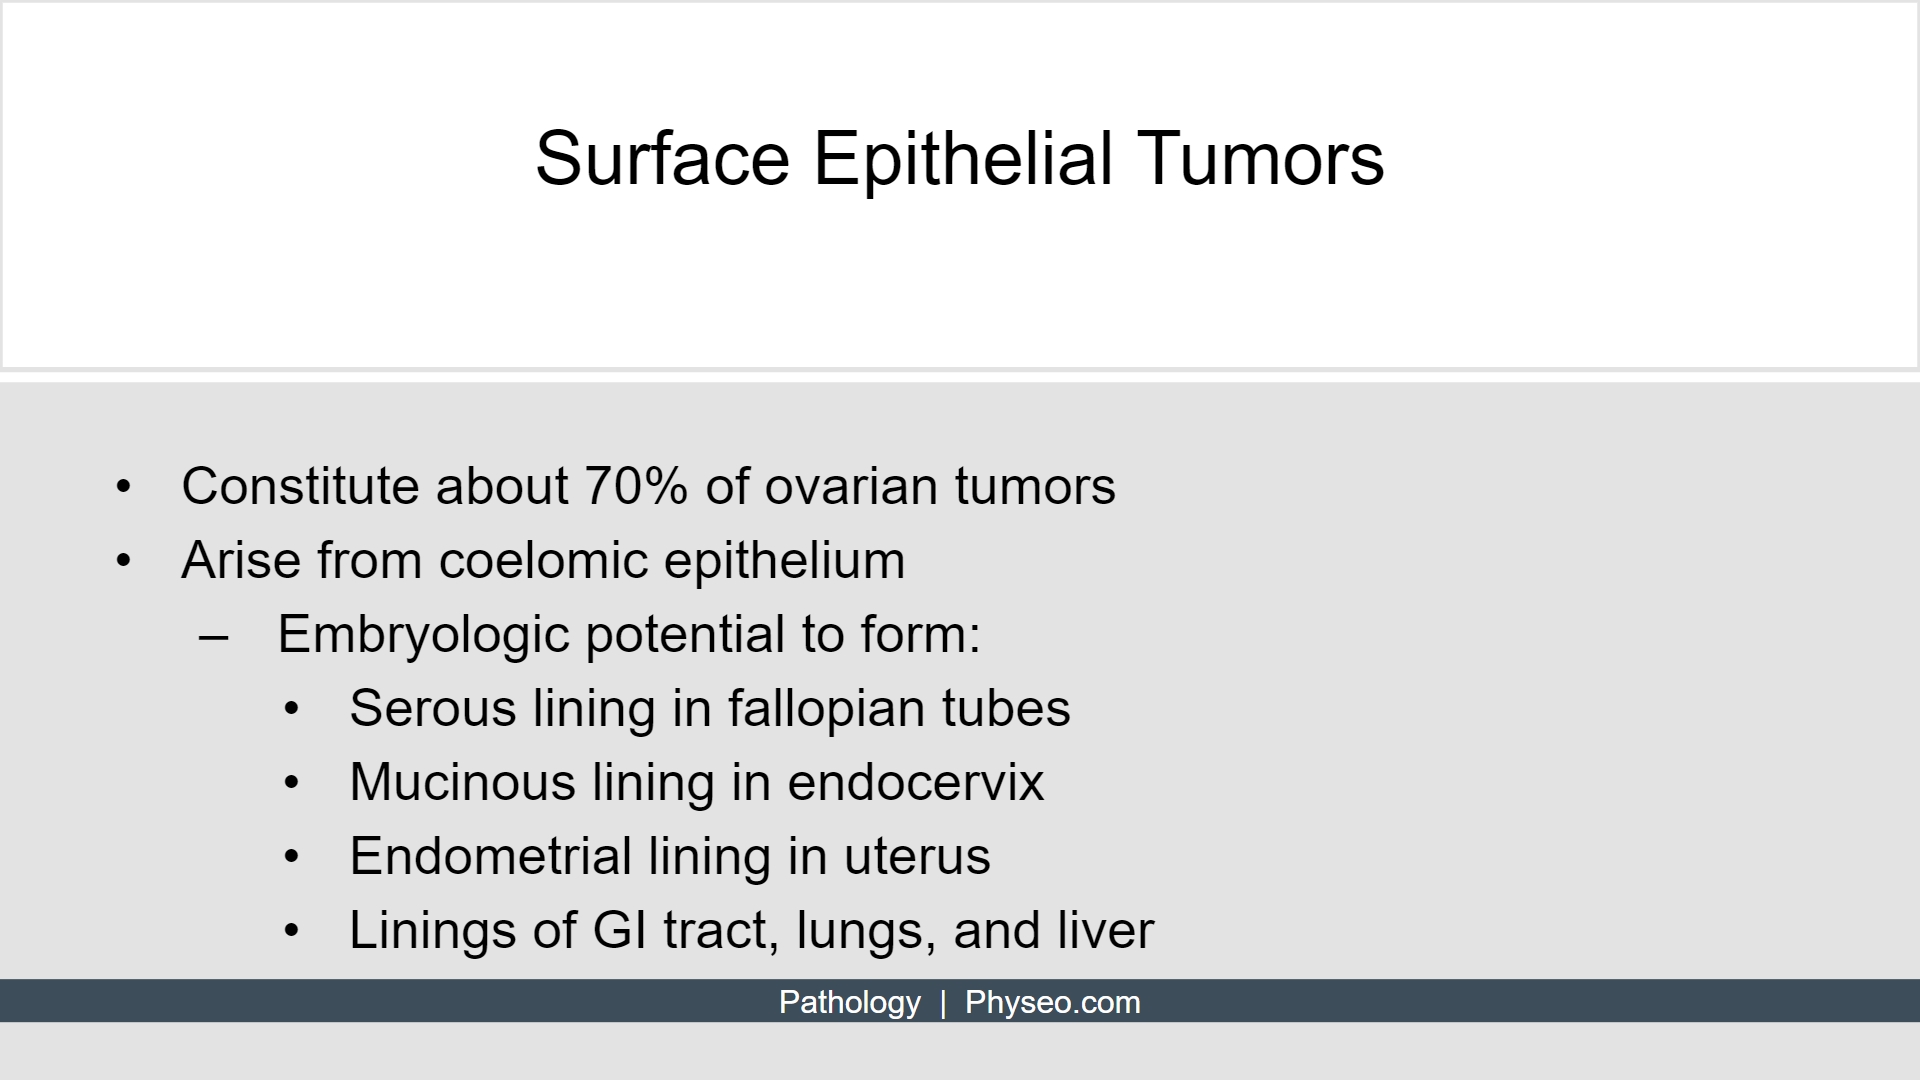 Surface Epithelial Tumors
• Constitute about 70% of ovarian tumors
• Arise from coelomic epithelium
– Embryologic potential to form:
• Serous lining in fallopian tubes
• Mucinous lining in endocervix
• Endometrial lining in uterus
• Linings of GI tract, lungs, and liver
Pathology | Physeo.com